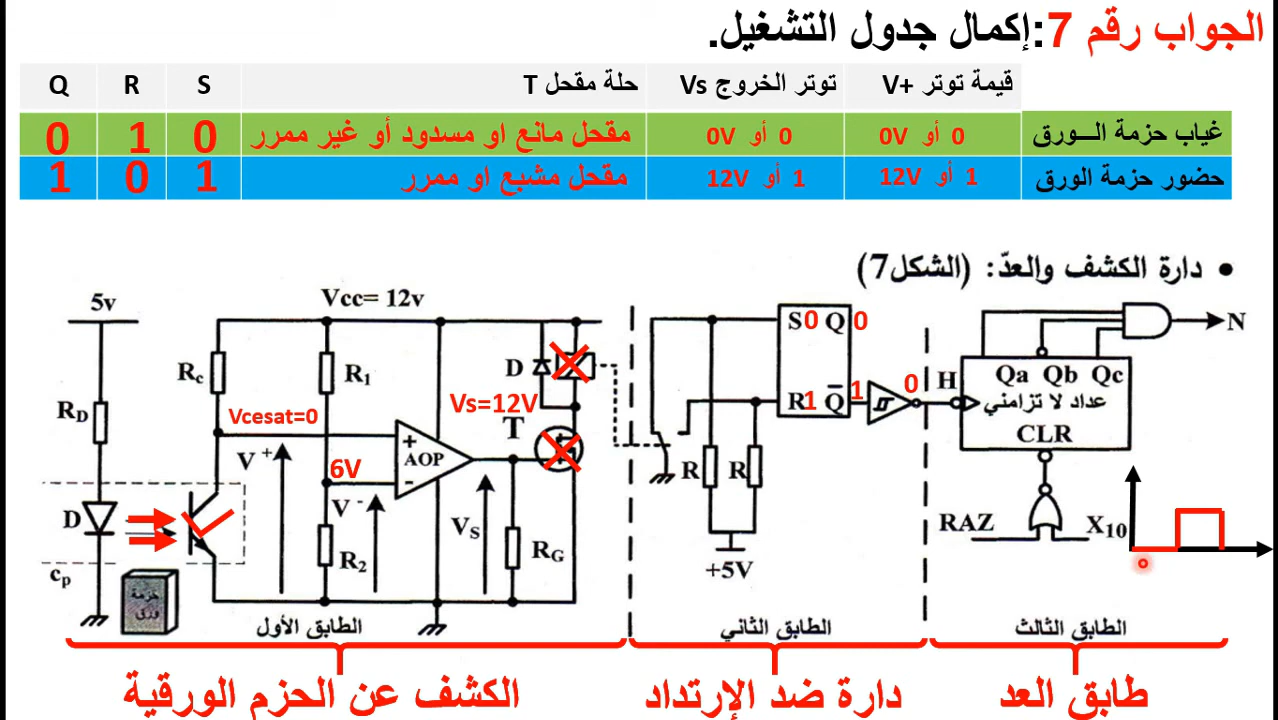 الجواب رقم 7:إكمال جدول التشغيل.
قيمة توتر +V توتر الخروج Vs حلة مقحل T S R Q
غياب حزمة الـــورق 0 أو 0V 0 أو 0V مقحل مانع او مسدود أو غير ممرر 0 1 0
حضور حزمة الورق 1 أو 12V 1 أو 12V مقحل مشبع او ممرر 1 0 1
• دارة الكشف والعدّ: (الشكل7)
5v
Vcc= 12v
RD
Rc
R1
D
Vcesat=0
Vs=12V
T
V+
6V
+
AOP
-
V-
Vs
D
R2
RG
cp
حزمة ورق
الطابق الأول
S0 Q 0
R1 Q 1
0
R R
+5V
الطابق الثاني
N
H
Qa Qb Qc
عداد لا تزامني
CLR
RAZ X10
الطابق الثالث
الكشف عن الحزم الورقية
دارة ضد الإرتداد
طابق العد